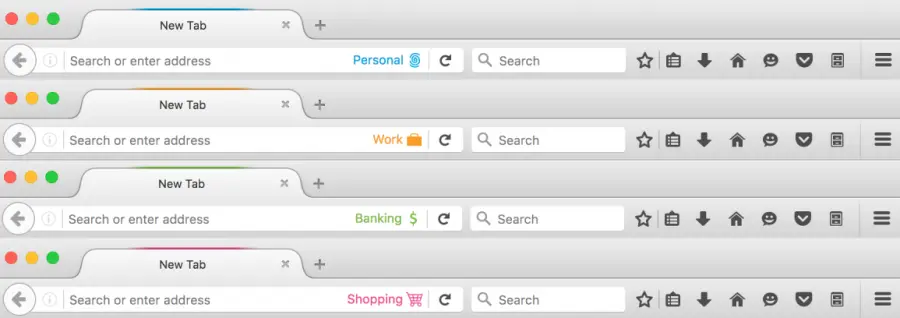 New Tab
Search or enter address Personal Search
New Tab
Search or enter address Work Search
New Tab
Search or enter address Banking $ Search
New Tab
Search or enter address Shopping Search